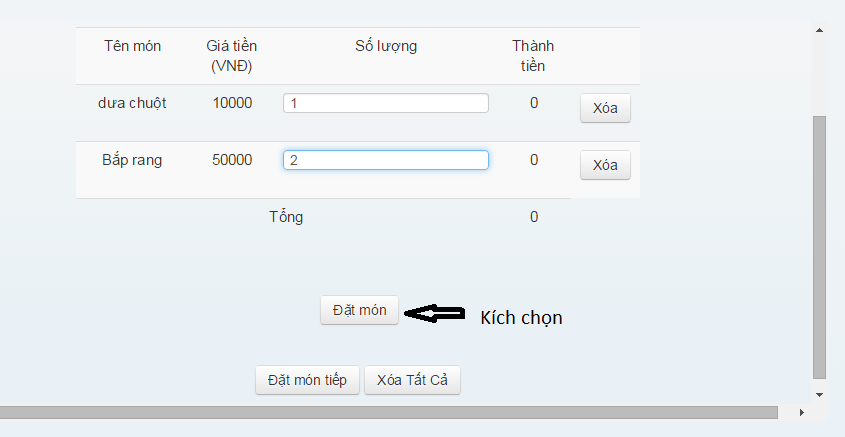 Tên món Giá tiền (VNĐ) Số lượng Thành tiền
dưa chuột 10000 1 0 Xóa
Bắp rang 50000 2 0 Xóa
Tổng 0
Đặt món Kích chọn
Đặt món tiếp Xóa Tất Cả